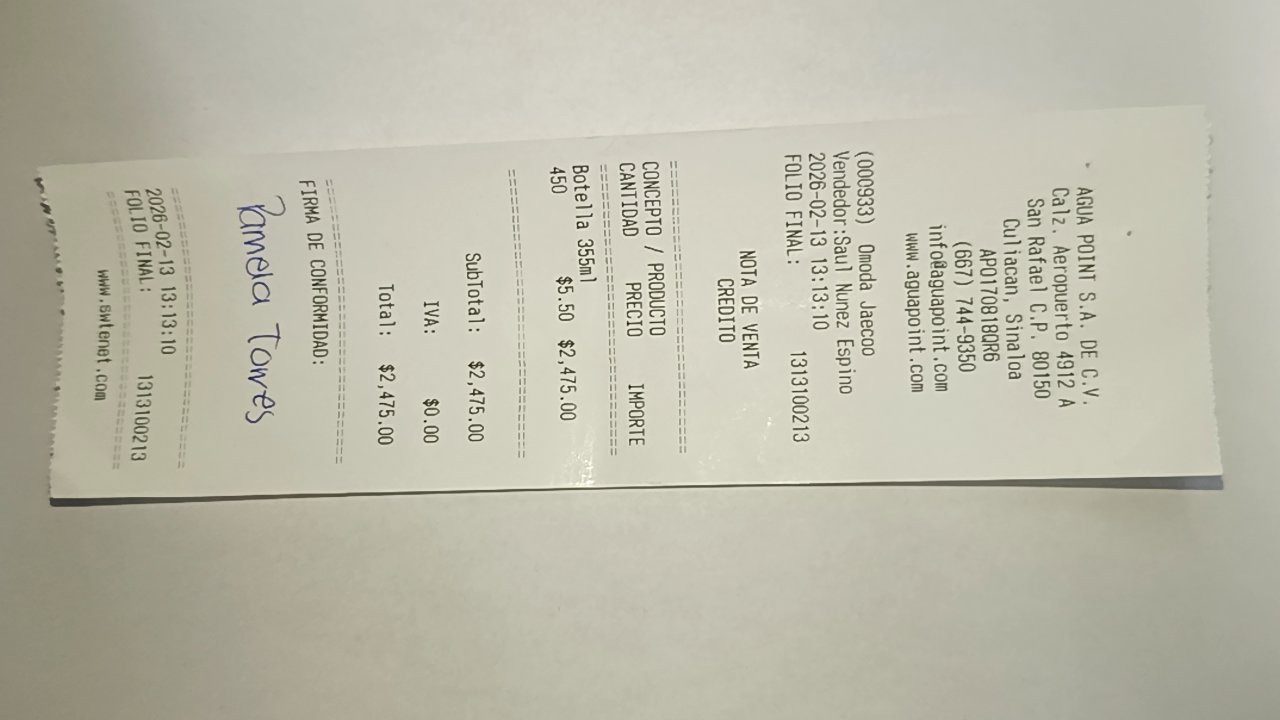 AGUA POINT S.A. DE C.V.
Calz. Aeropuerto 4912 A
San Rafael C.P. 80150
Culiacan, Sinaloa
APO170818QR6
(667) 744-9350
info@aguapoint.com
www.aguapoint.com
(000933) Omoda Jaecoo
Vendedor:Saul Nunez Espino
2026-02-13 13:13:10
FOLIO FINAL: 1313100213
NOTA DE VENTA
CREDITO
CONCEPTO / PRODUCTO
CANTIDAD PRECIO IMPORTE
Botella 355ml
450 $5.50 $2,475.00
SubTotal: $2,475.00
IVA: $0.00
Total: $2,475.00
FIRMA DE CONFORMIDAD:
Pamela Torres
2026-02-13 13:13:10
FOLIO FINAL: 1313100213
www.ewtenet.com